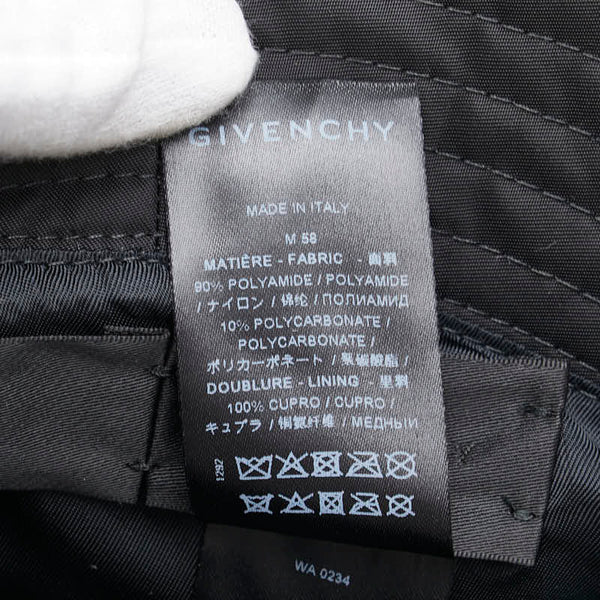 GIVENCHY
MADE IN ITALY
M 58
MATIÈRE - FABRIC - 面料
90% POLYAMIDE / POLYAMIDE
/ ナイロン / 锦纶 / ПОЛИАМИД
10% POLYCARBONATE /
POLYCARBONATE /
ポリカーボネート / 聚碳酸酯 /
DOUBLURE - LINING - 里料
100% CUPRO / CUPRO /
キュプラ / 铜氨纤维 / МЕДНЫЙ
1292
WA 0234